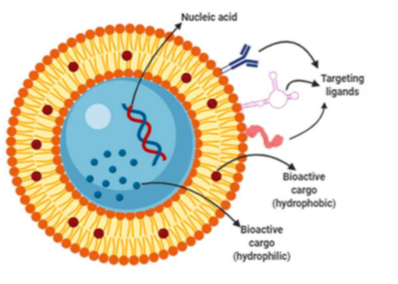 Nucleic acid
Targeting
ligands
Bioactive
cargo
(hydrophobic)
Bioactive
cargo
(hydrophilic)